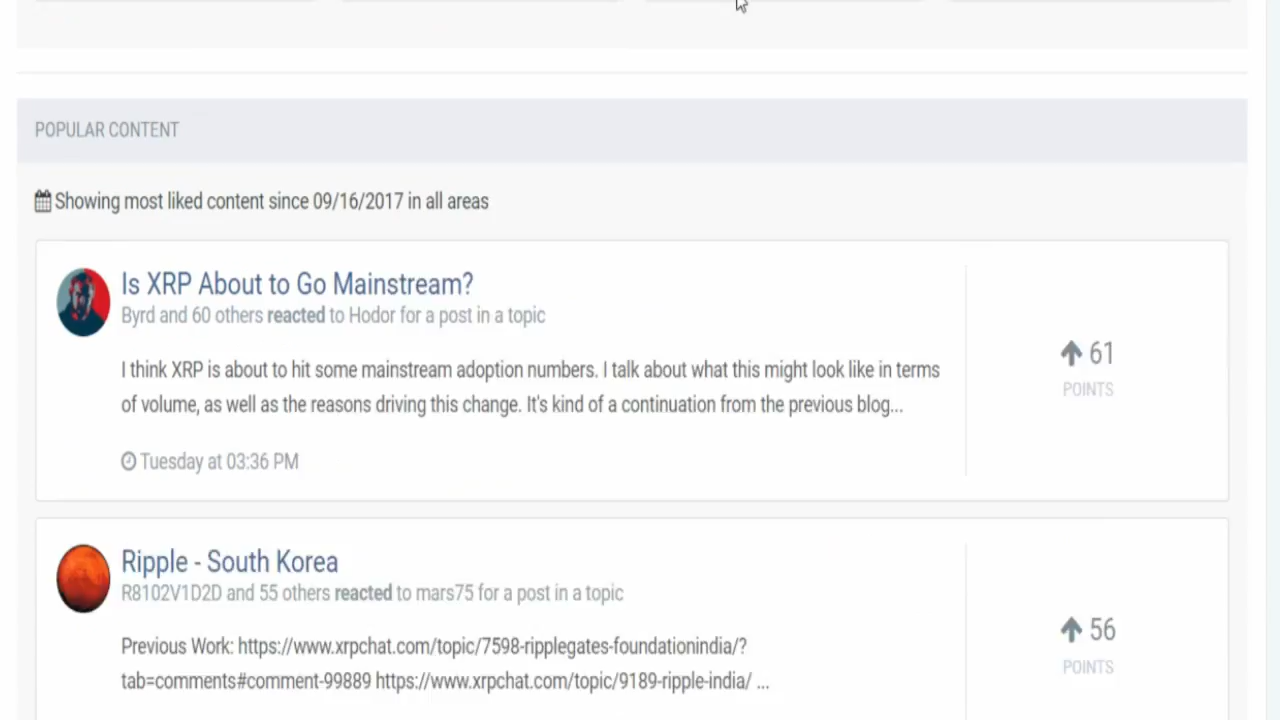 POPULAR CONTENT
Showing most liked content since 09/16/2017 in all areas
Is XRP About to Go Mainstream?
Byrd and 60 others reacted to Hodor for a post in a topic
I think XRP is about to hit some mainstream adoption numbers. I talk about what this might look like in terms
of volume, as well as the reasons driving this change. It's kind of a continuation from the previous blog...
61
POINTS
Tuesday at 03:36 PM
Ripple - South Korea
R8102V1D2D and 55 others reacted to mars75 for a post in a topic
Previous Work: https://www.xrpchat.com/topic/7598-ripplegates-foundationindia/?
tab=comments#comment-99889 https://www.xrpchat.com/topic/9189-ripple-india/ ...
56
POINTS